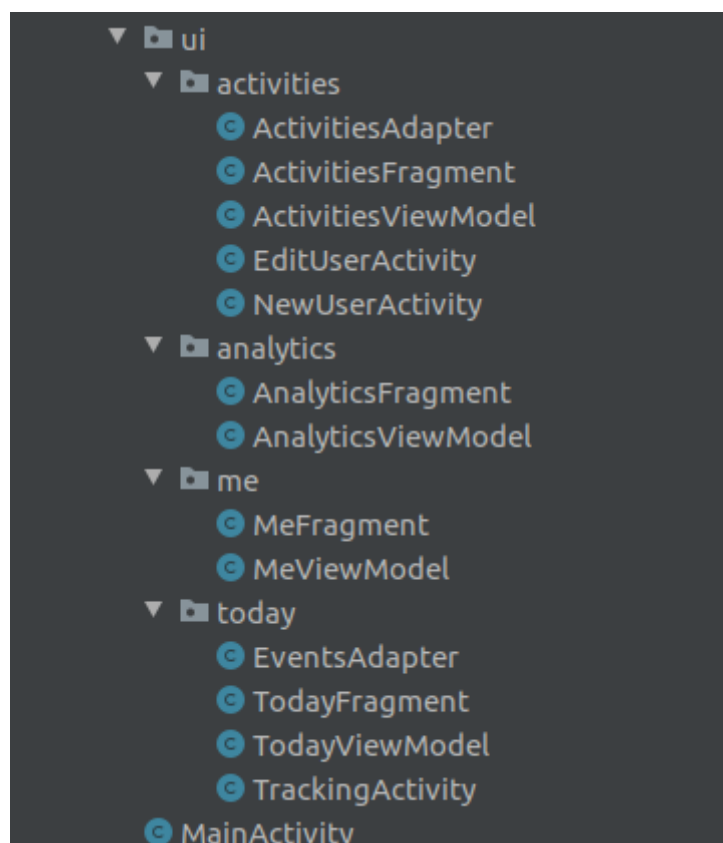 ui
activities
ActivitiesAdapter
ActivitiesFragment
ActivitiesViewModel
EditUserActivity
NewUserActivity
analytics
AnalyticsFragment
AnalyticsViewModel
me
MeFragment
MeViewModel
today
EventsAdapter
TodayFragment
TodayViewModel
TrackingActivity
MainActivity